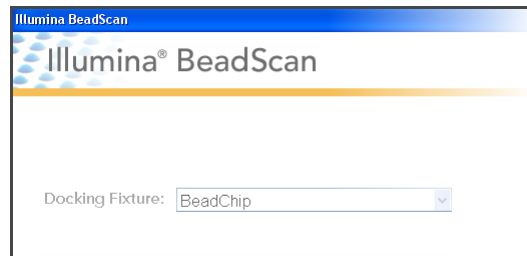 Illumina BeadScan
Illumina® BeadScan
Docking Fixture: BeadChip